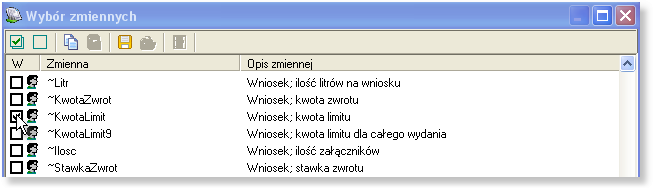 Wybór zmiennych
W Zmienna Opis zmiennej
~Litr Wniosek; ilość litrów na wniosku
~KwotaZwrot Wniosek; kwota zwrotu
~KwotaLimit Wniosek; kwota limitu
~KwotaLimit9 Wniosek; kwota limitu dla całego wydania
~Ilosc Wniosek; ilość załączników
~StawkaZwrot Wniosek; stawka zwrotu